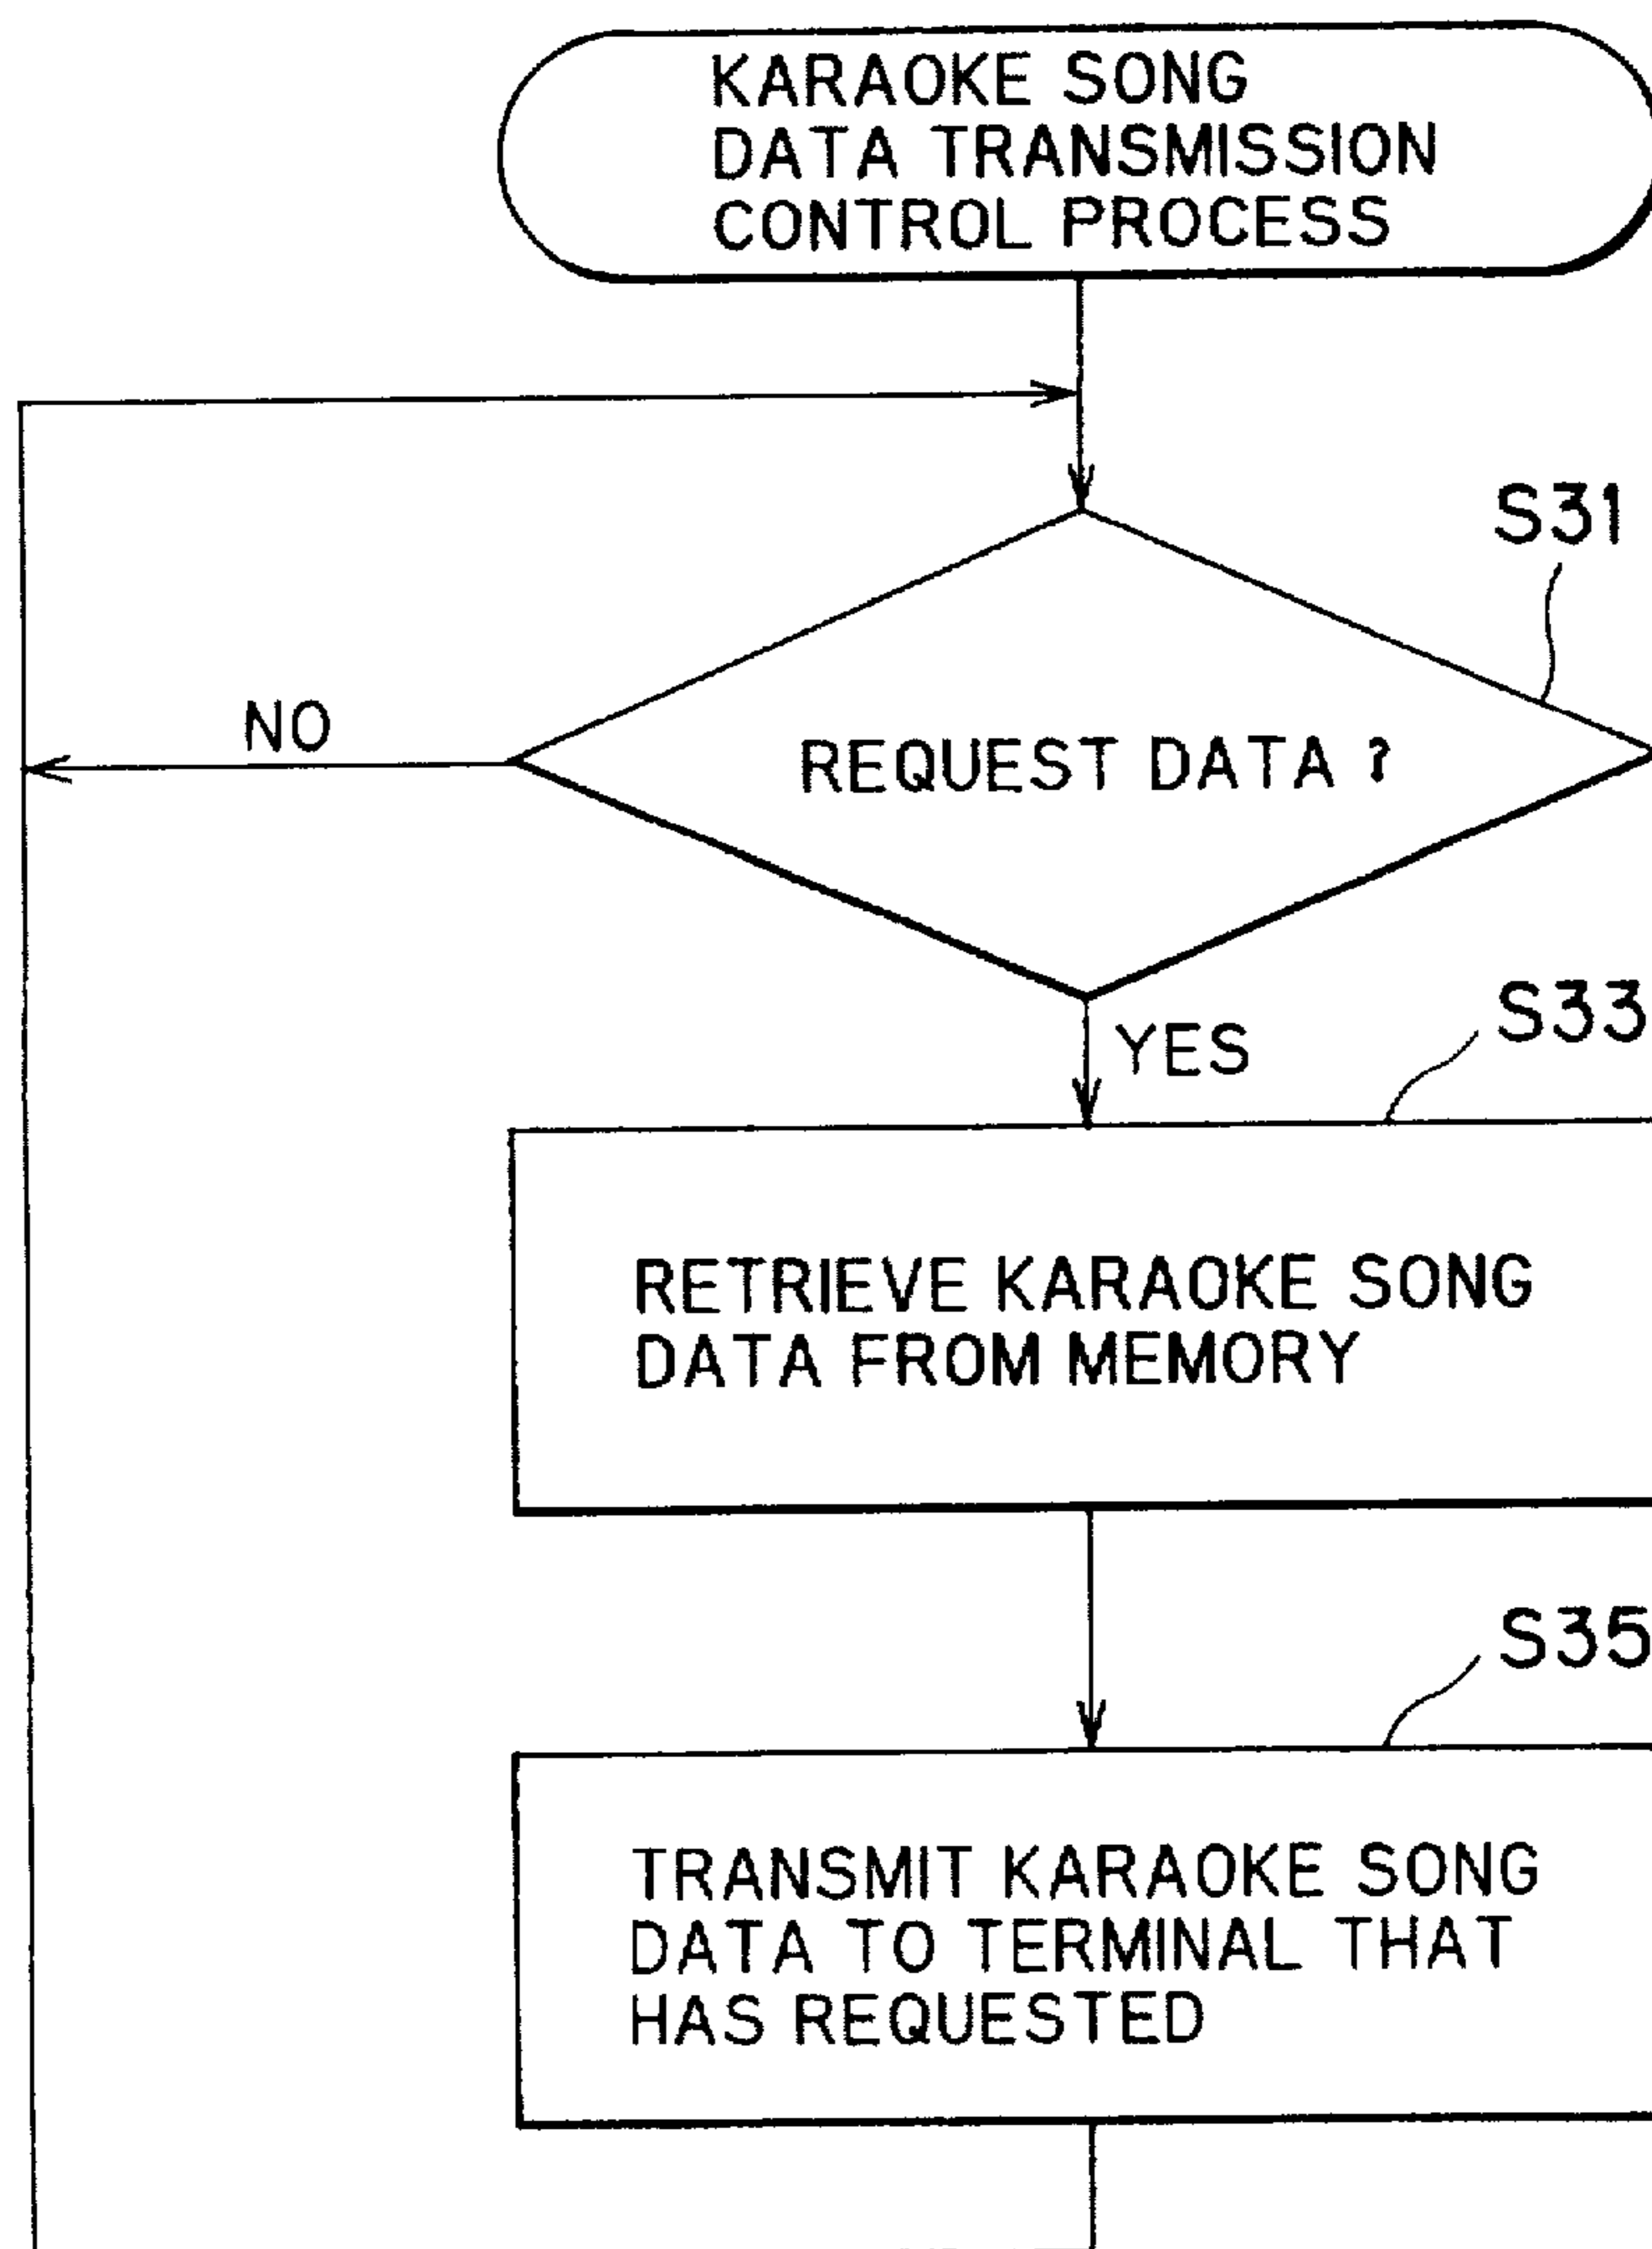 KARAOKE SONG
DATA TRANSMISSION
CONTROL PROCESS
S31
NO
REQUEST DATA ?
S33
YES
RETRIEVE KARAOKE SONG
DATA FROM MEMORY
S35
TRANSMIT KARAOKE SONG
DATA TO TERMINAL THAT
HAS REQUESTED